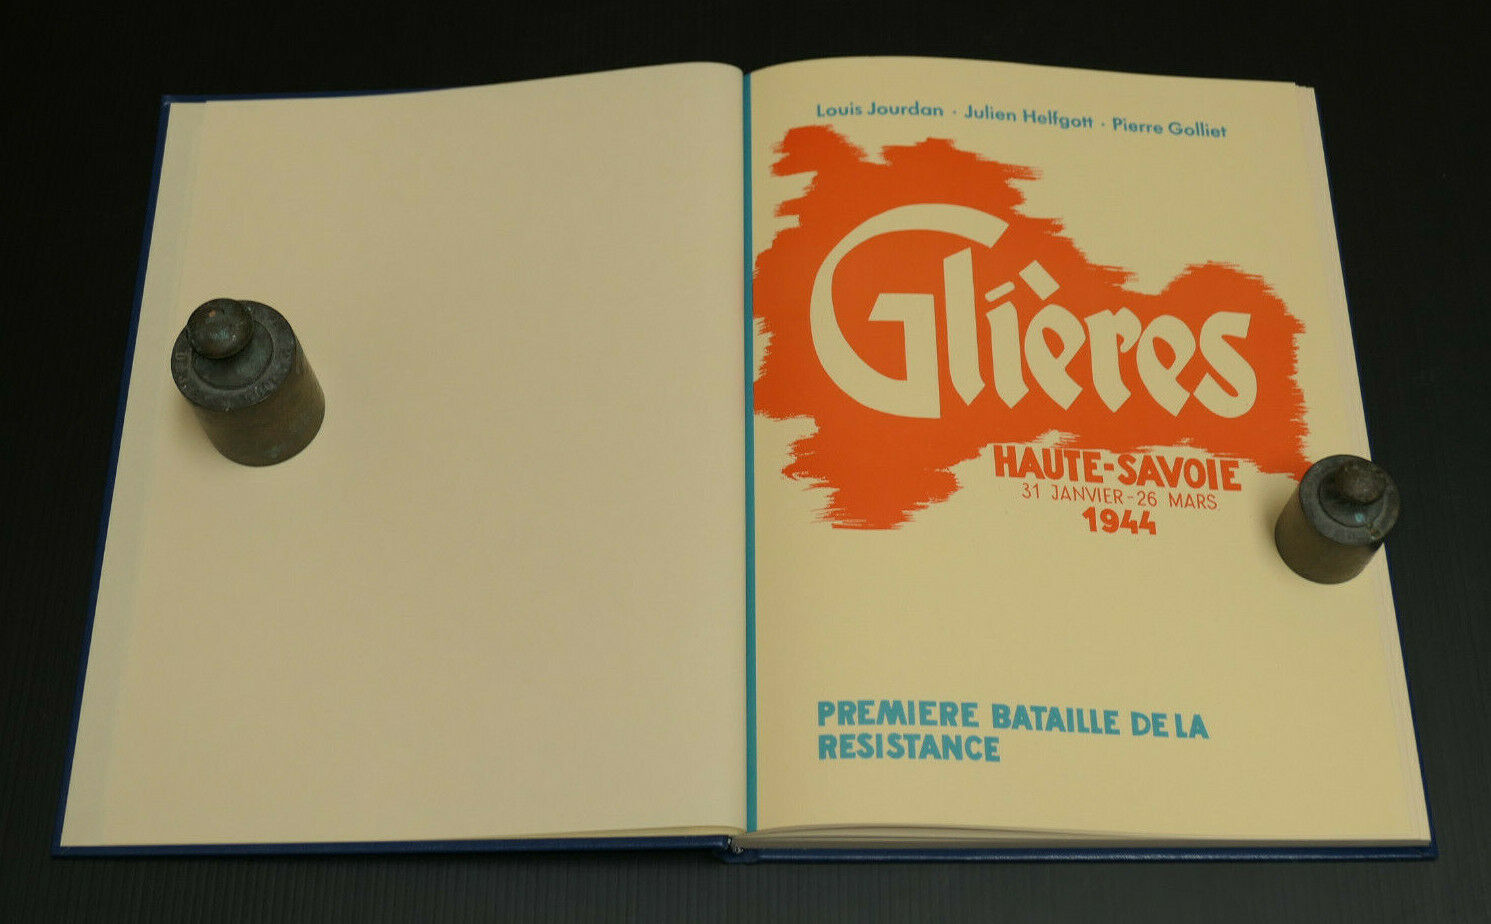 Louis Jourdan · Julien Helfgott · Pierre Golliet
Glières
HAUTE-SAVOIE
31 JANVIER-26 MARS
1944
PREMIERE BATAILLE DE LA
RESISTANCE